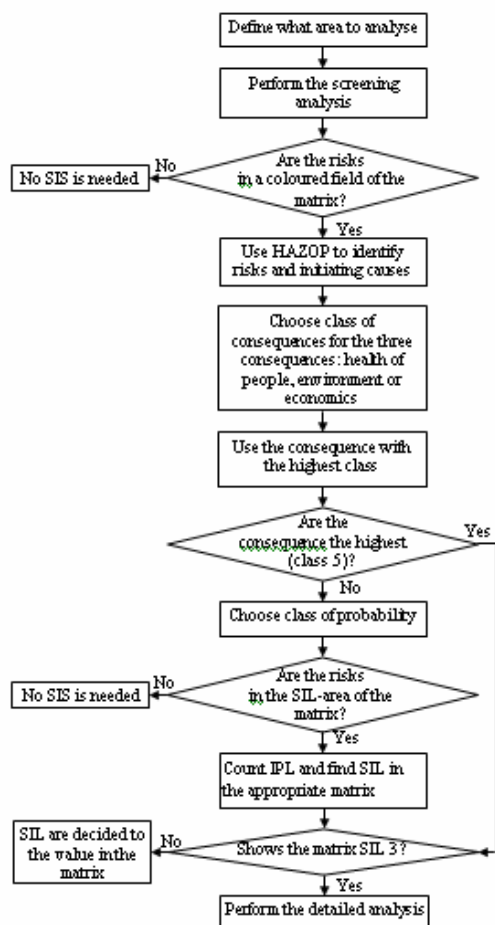 Define what area to analyse
Perform the screening
analysis
Are the risks
in a coloured field of the
matrix?
No
No SIS is needed
Yes
Use HAZOP to identify
risks and initiating causes
Choose class of
consequences for the three
consequences: health of
people, environment or
economics
Use the consequence with
the highest class
Are the
consequence the highest
(class 5)?
Yes
No
Choose class of probability
Are the risks
in the SIL-area of the
matrix?
No
No SIS is needed
Yes
Count IPL and find SIL in
the appropriate matrix
Shows the matrix SIL 3?
No
SIL are decided to
the value in the
matrix
Yes
Perform the detailed analysis